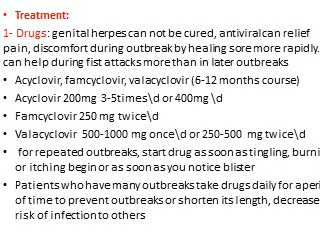 • Treatment:
1- Drugs: genital herpes can not be cured, antiviral can relief
pain, discomfort during outbreak by healing sore more rapidly.
can help during fist attacks more than in later outbreaks
• Acyclovir, famcyclovir, valacyclovir (6-12 months course)
• Acyclovir 200mg 3-5times\d or 400mg \d
• Famcyclovir 250 mg twice\d
• Valacyclovir 500-1000 mg once\d or 250-500 mg twice\d
• for repeated outbreaks, start drug as soon as tingling, burni
or itching begin or as soon as you notice blister
• Patients who have many outbreaks take drugs daily for a peri
of time to prevent outbreaks or shorten its length, decrease
risk of infection to others